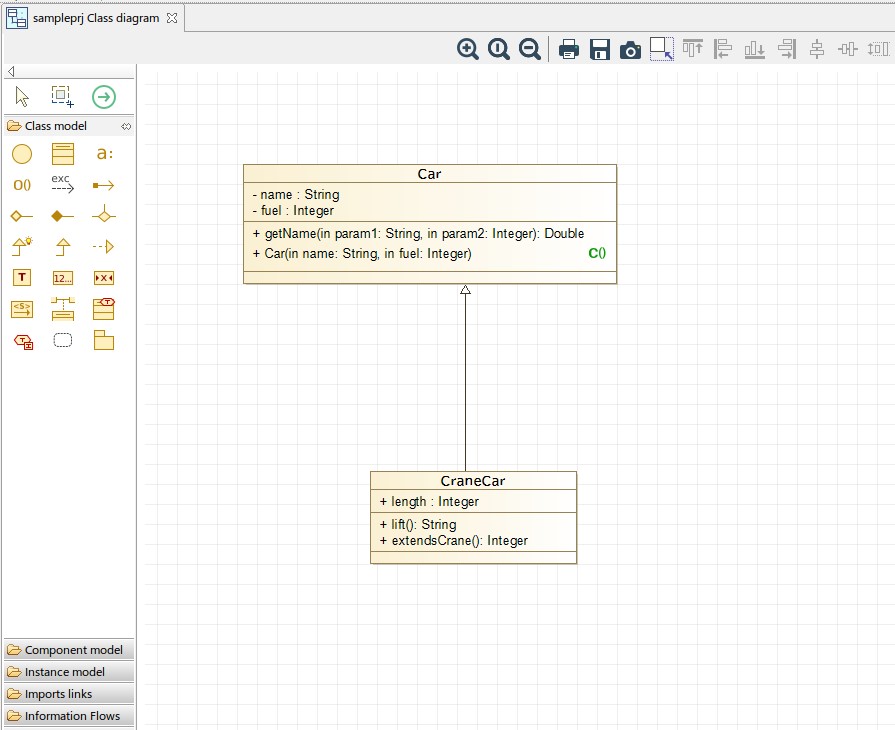 sampleprj Class diagram
Class model
a:
O()
exc
T
12...
X
<S>
T
T
Component model
Instance model
Imports links
Information Flows
Car
- name : String
- fuel : Integer
+ getName(in param1: String, in param2: Integer): Double
+ Car(in name: String, in fuel: Integer) C()
CraneCar
+ length : Integer
+ lift(): String
+ extendsCrane(): Integer